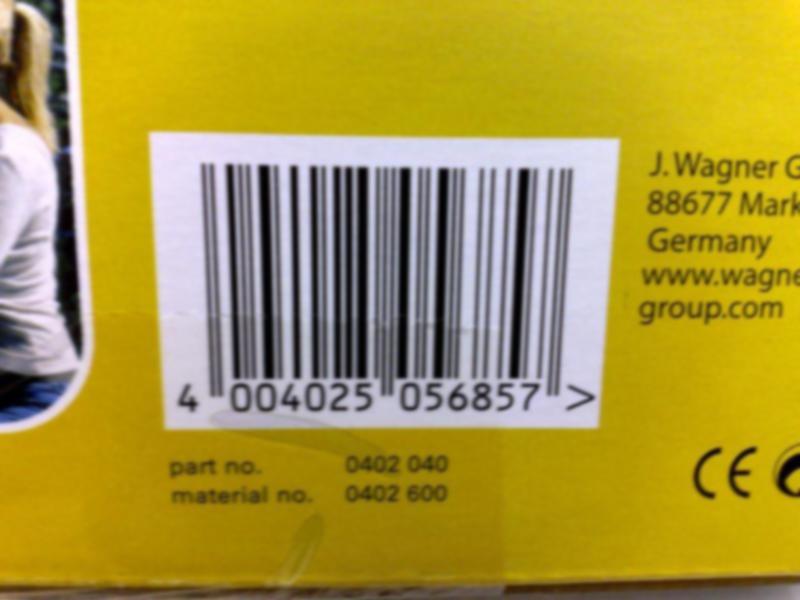 J. Wagner G
88677 Mark
Germany
www.wagne
group.com
4 004025 056857 >
part no. 0402 040
material no. 0402 600
CE